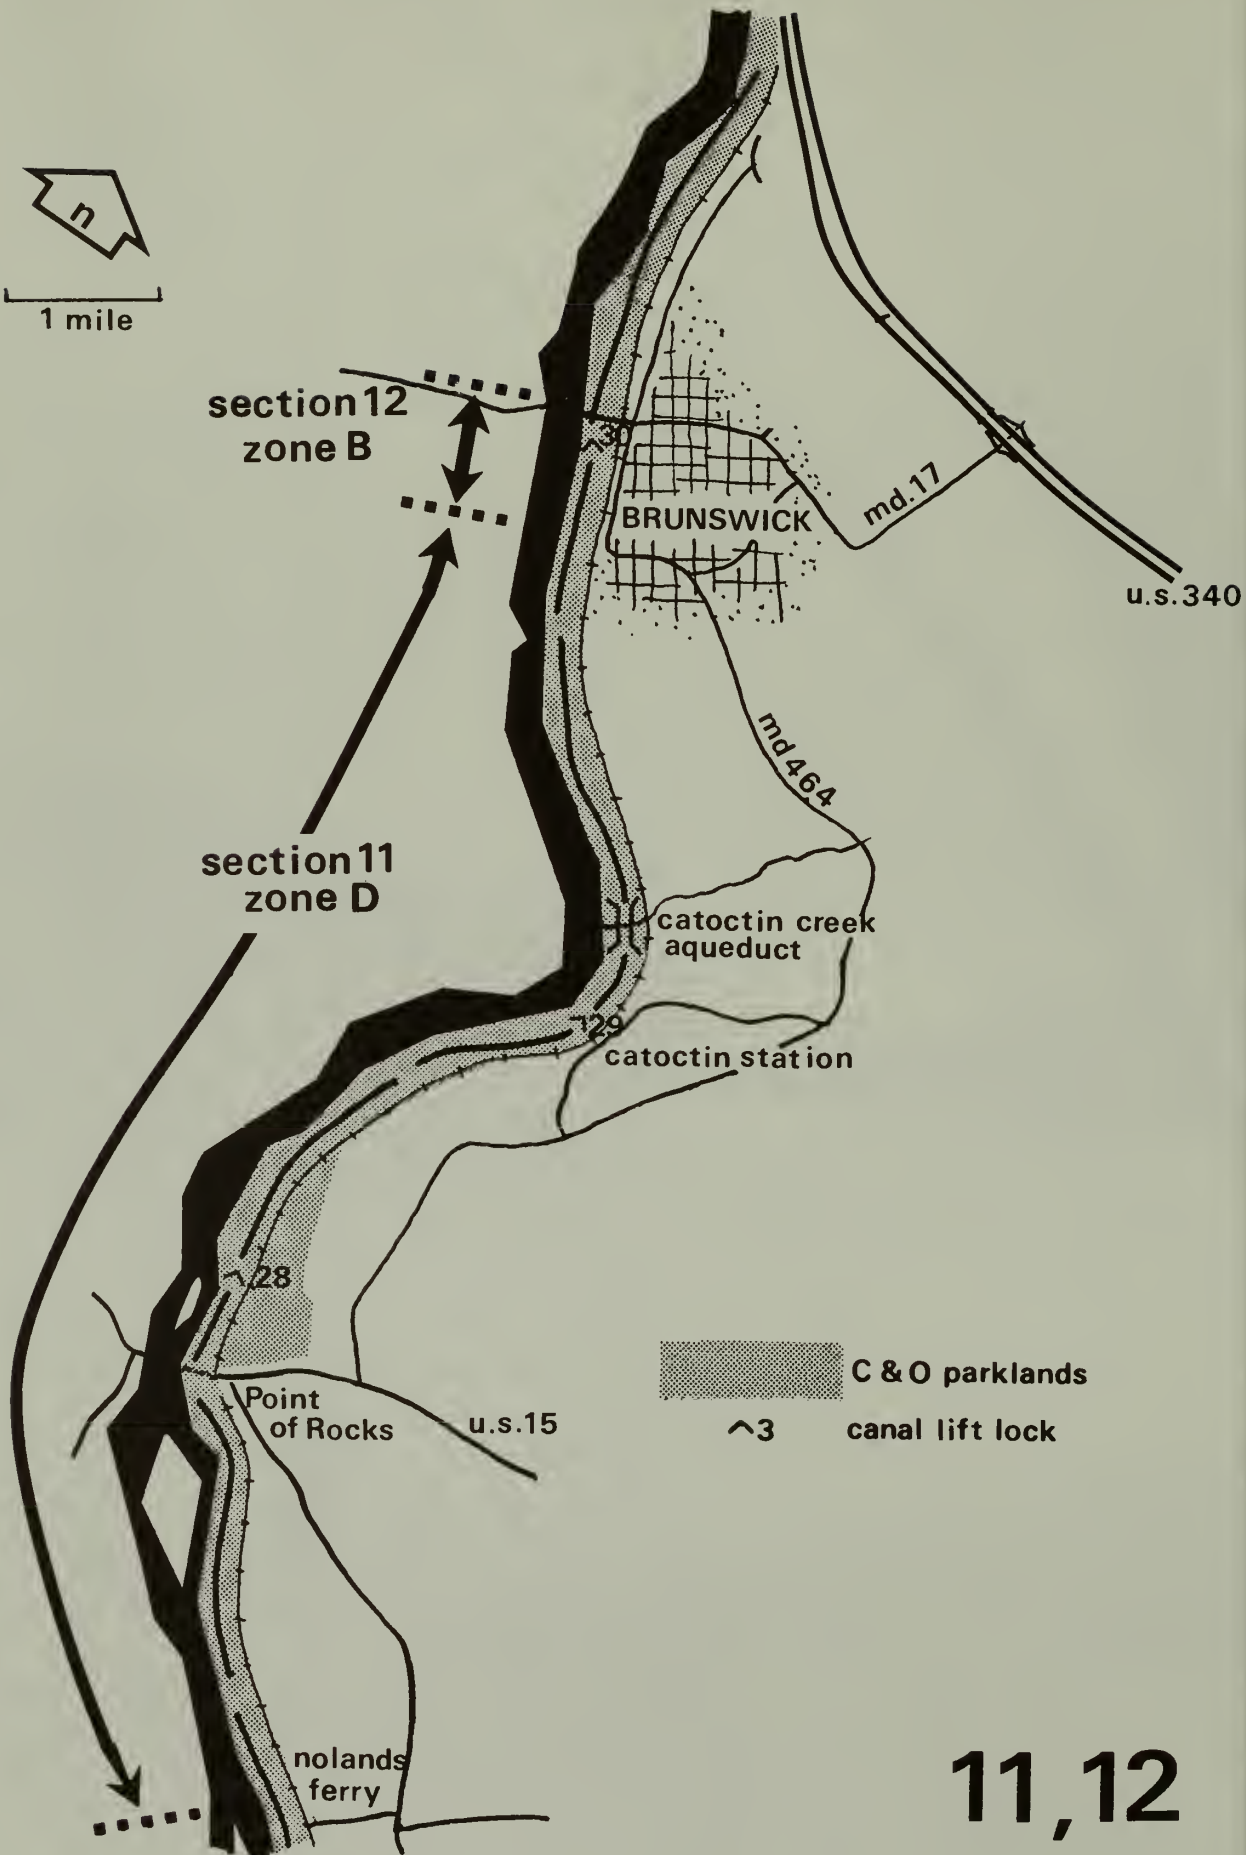 n
1 mile
section 12
zone B
^30
BRUNSWICK
md.17
u.s.340
md 464
section 11
zone D
catoctin creek
aqueduct
29
catoctin station
28
Point
of Rocks
u.s.15
C & O parklands
^3 canal lift lock
nolands
ferry
11,12